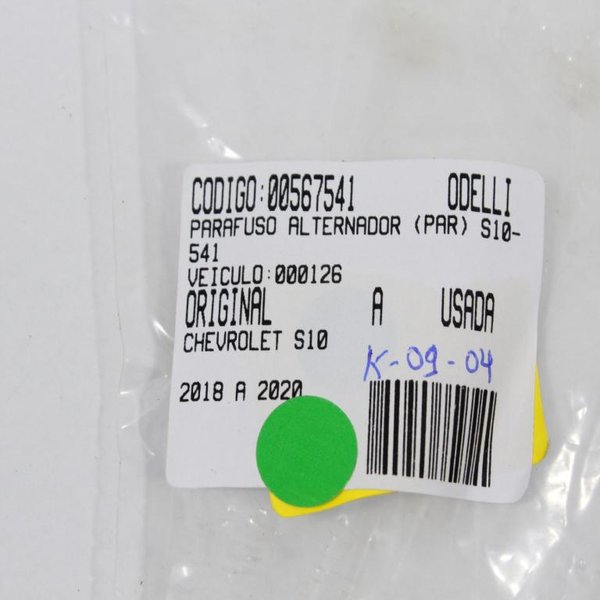 CODIGO:00567541 ODELLI
PARAFUSO ALTERNADOR (PAR) S10-
541
VEICULO:000126
ORIGINAL A USADA
CHEVROLET S10
K-09-04
2018 A 2020